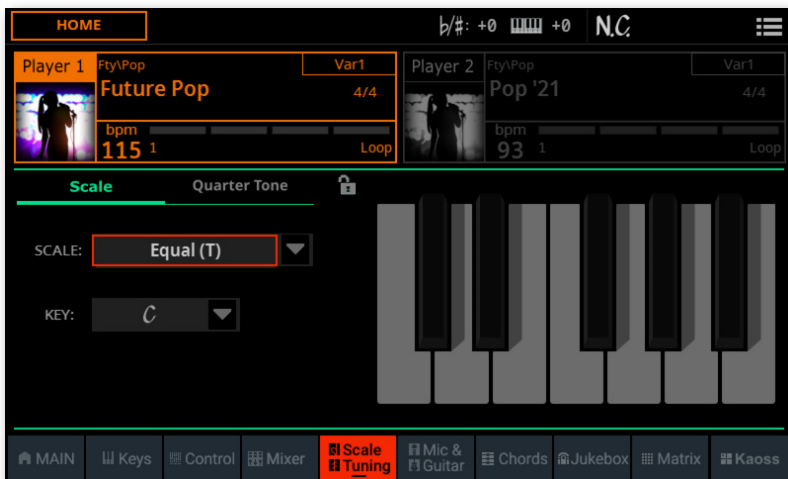 HOME
♭/♯: +0 +0 N.C.
Player 1 Fty\Pop Var1
Future Pop 4/4
bpm
115 1 Loop
Player 2 Fty\Pop Var1
Pop '21 4/4
bpm
93 1 Loop
Scale Quarter Tone
SCALE: Equal (T)
KEY: C
MAIN Keys Control Mixer Scale Tuning Mic & Guitar Chords Jukebox Matrix Kaoss